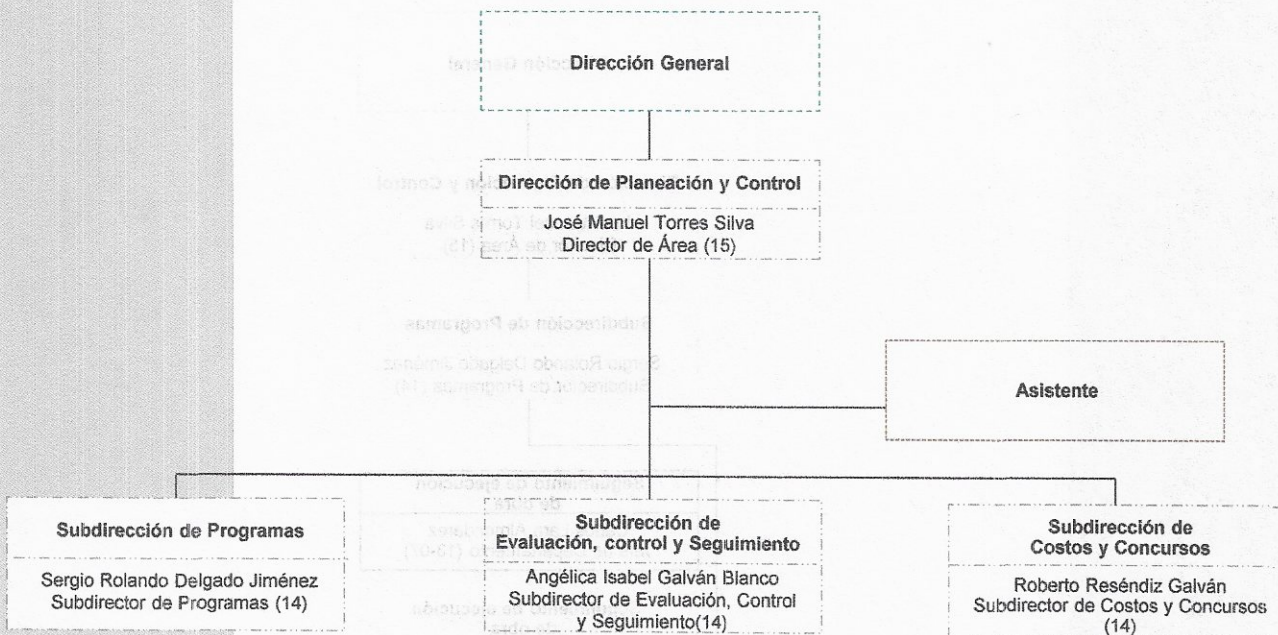 Dirección General
Dirección de Planeación y Control
José Manuel Torres Silva
Director de Área (15)
Asistente
Subdirección de Programas
Sergio Rolando Delgado Jiménez
Subdirector de Programas (14)
Subdirección de
Evaluación, control y Seguimiento
Angélica Isabel Galván Blanco
Subdirector de Evaluación, Control
y Seguimiento(14)
Subdirección de
Costos y Concursos
Roberto Reséndiz Galván
Subdirector de Costos y Concursos
(14)